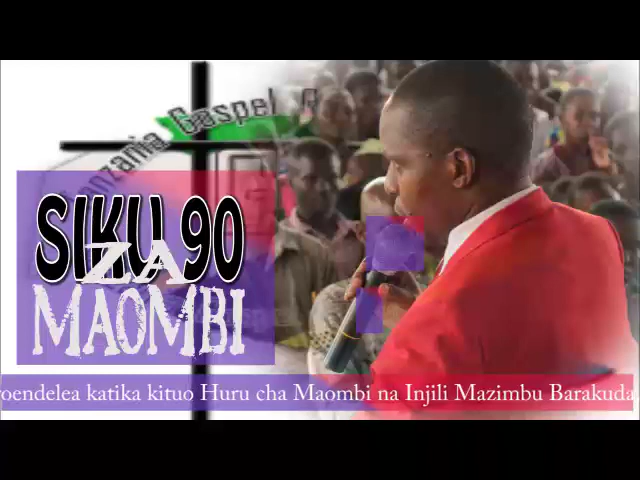 Tanzania Gospel
SIKU 90
ZA
MAOMBI
oendelea katika kituo Huru cha Maombi na Injili Mazimbu Barakuda.